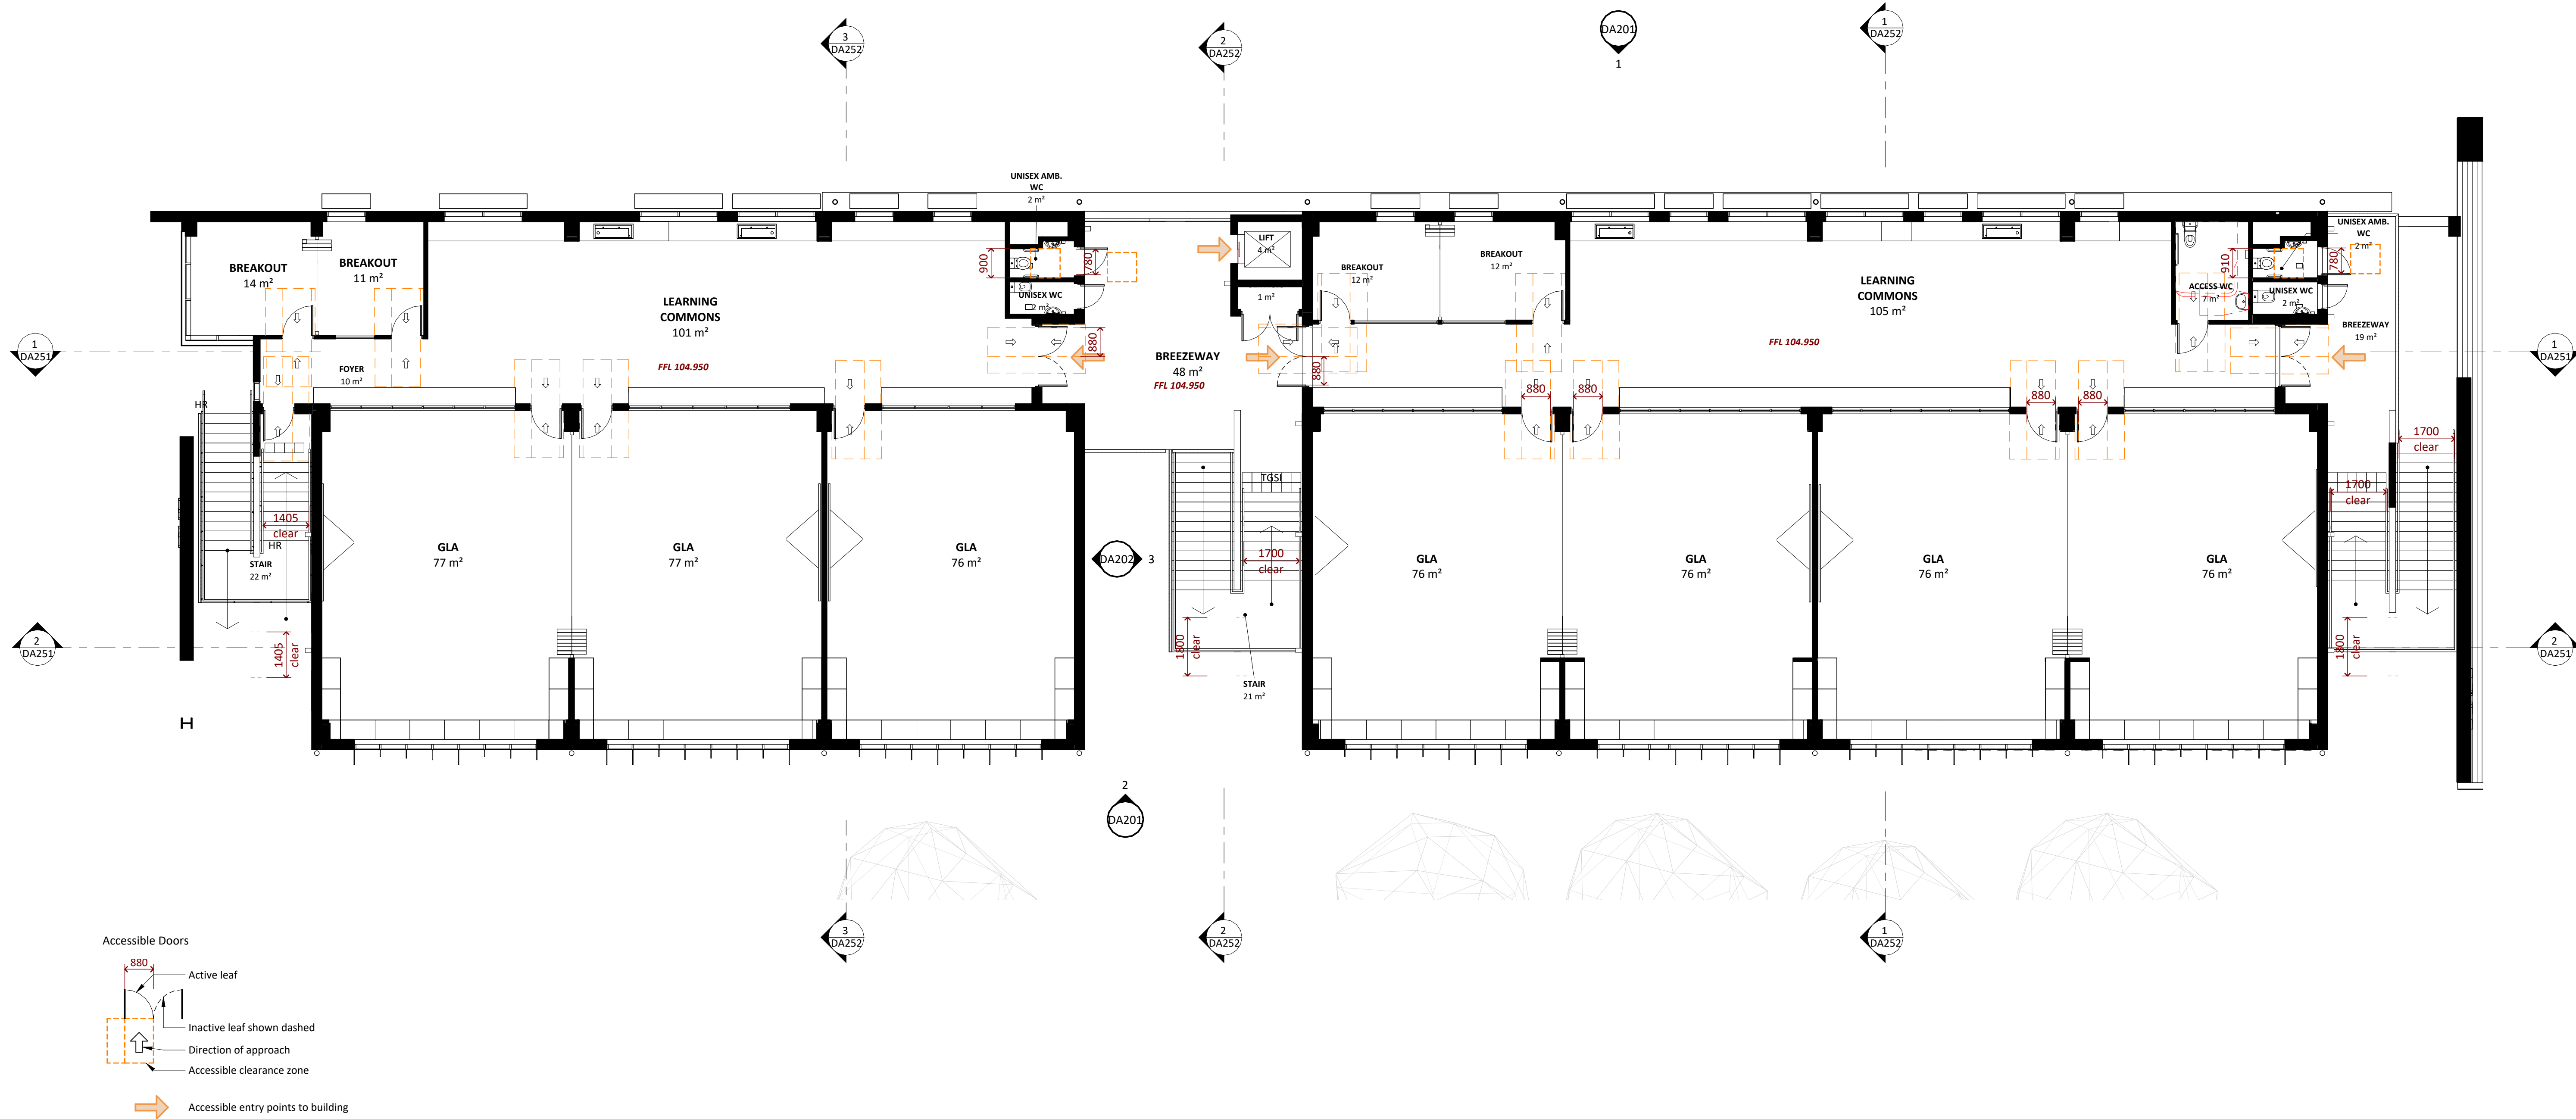 3
DA252
2
DA252
DA201
1
1
DA252
UNISEX AMB.
WC
2 m²
UNISEX AMB.
WC
2 m²
LIFT
4 m²
BREAKOUT
14 m²
BREAKOUT
11 m²
900
780
BREAKOUT
12 m²
BREAKOUT
12 m²
910
780
LEARNING
COMMONS
101 m²
UNISEX WC
2 m²
1 m²
LEARNING
COMMONS
105 m²
ACCESS WC
7 m²
UNISEX WC
2 m²
BREEZEWAY
19 m²
1
DA251
FOYER
10 m²
FFL 104.950
880
BREEZEWAY
48 m²
FFL 104.950
880
FFL 104.950
1
DA251
HR
880
880
880
880
1700
clear
TGSI
1700
clear
1405
clear
HR
STAIR
22 m²
GLA
77 m²
GLA
77 m²
GLA
76 m²
DA202
3
1700
clear
GLA
76 m²
GLA
76 m²
GLA
76 m²
GLA
76 m²
2
DA251
1405
clear
1800
clear
1800
clear
2
DA251
STAIR
21 m²
H
2
DA201
3
DA252
2
DA252
1
DA252
Accessible Doors
880
Active leaf
Inactive leaf shown dashed
Direction of approach
Accessible clearance zone
Accessible entry points to building